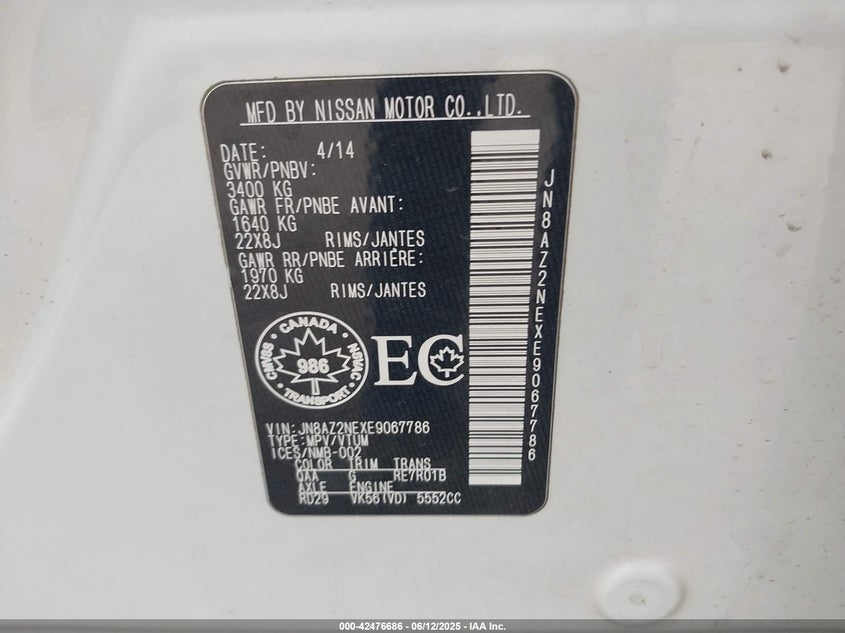 MFD BY NISSAN MOTOR CO.,LTD.
DATE: 4/14
GVWR/PNBV:
3400 KG
GAWR FR/PNBE AVANT:
1640 KG
22X8J RIMS/JANTES
GAWR RR/PNBE ARRIÈRE:
1970 KG
22X8J RIMS/JANTES
CANADA
CMVSS
NSVAC
986
TRANSPORT
EC
VIN:JN8AZ2NEXE9067786
TYPE:MPV/VTUM
ICES/NMB-002
COLOR TRIM TRANS
QAA G RE7R01B
AXLE ENGINE
RD29 VK56(VD) 5552CC
JN8AZ2NEXE9067786
000-42476686 - 06/12/2025 - IAA Inc.